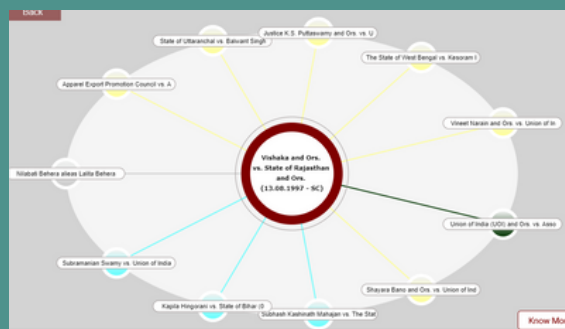 Back
Justice K.S. Puttaswamy and Ors. vs. U
State of Uttaranchal vs. Balwant Singh
The State of West Bengal vs. Kesoram I
Apparel Export Promotion Council vs. A
Vineet Narain and Ors. vs. Union of In
Vishaka and Ors.
vs. State of Rajasthan
and Ors.
(13.08.1997 - SC)
Nilabati Behera alieas Lalita Behera
Union of India (UOI) and Ors. vs. Asso
Subramanian Swamy vs. Union of India
Shayara Bano and Ors. vs. Union of Ind
Kapila Hingorani vs. State of Bihar (0
Subhash Kashinath Mahajan vs. The Stat
Know Mo